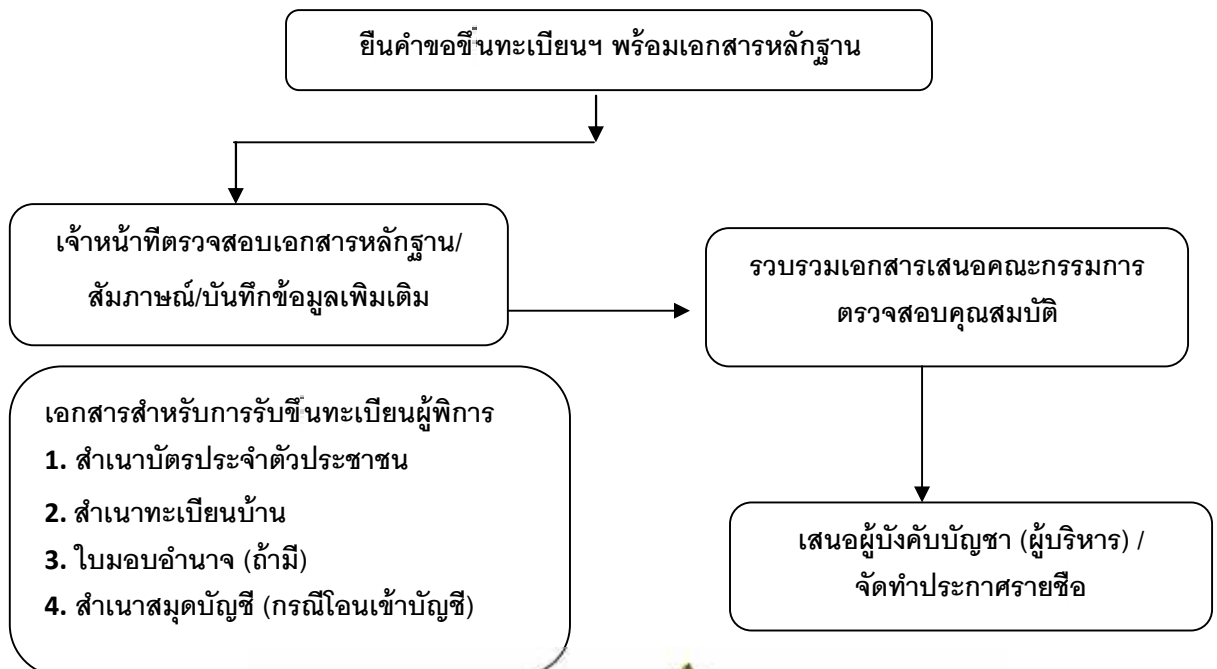 ยืนคำขอขึ้นทะเบียนฯ พร้อมเอกสารหลักฐาน
เจ้าหน้าทีตรวจสอบเอกสารหลักฐาน/
สัมภาษณ์/บันทึกข้อมูลเพิมเติม
รวบรวมเอกสารเสนอคณะกรรมการ
ตรวจสอบคุณสมบัติ
เอกสารสำหรับการรับขึ้นทะเบียนผู้พิการ
1. สำเนาบัตรประจำตัวประชาชน
2. สำเนาทะเบียนบ้าน
3. ใบมอบอำนาจ (ถ้ามี)
4. สำเนาสมุดบัญชี (กรณีโอนเข้าบัญชี)
เสนอผู้บังคับบัญชา (ผู้บริหาร) /
จัดทำประกาศรายชือ